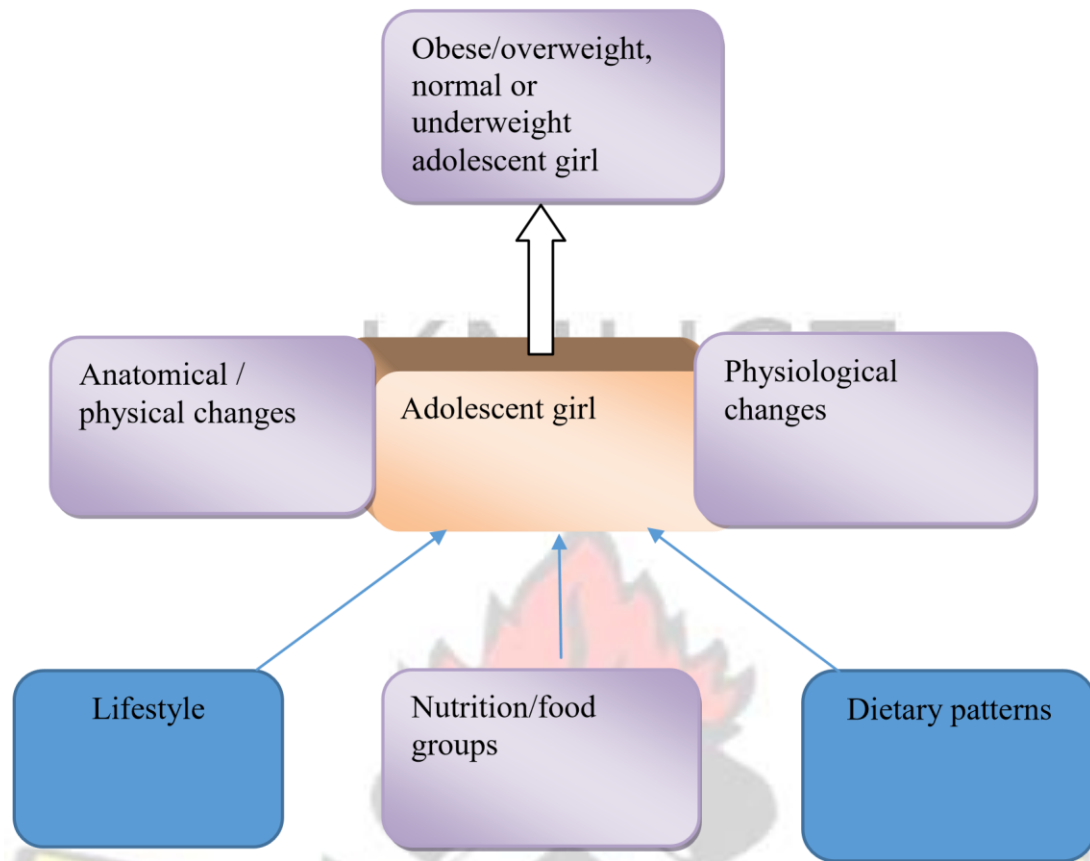 Obese/overweight,
normal or
underweight
adolescent girl
Anatomical /
physical changes
Adolescent girl
Physiological
changes
Lifestyle
Nutrition/food
groups
Dietary patterns